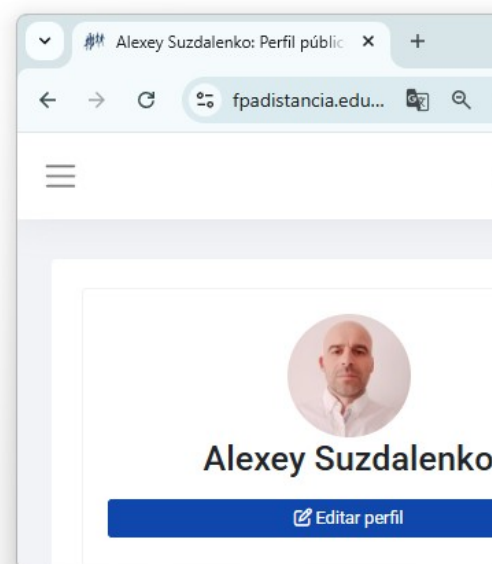 Alexey Suzdalenko: Perfil públic
fpadistancia.edu...
Alexey Suzdalenko
Editar perfil